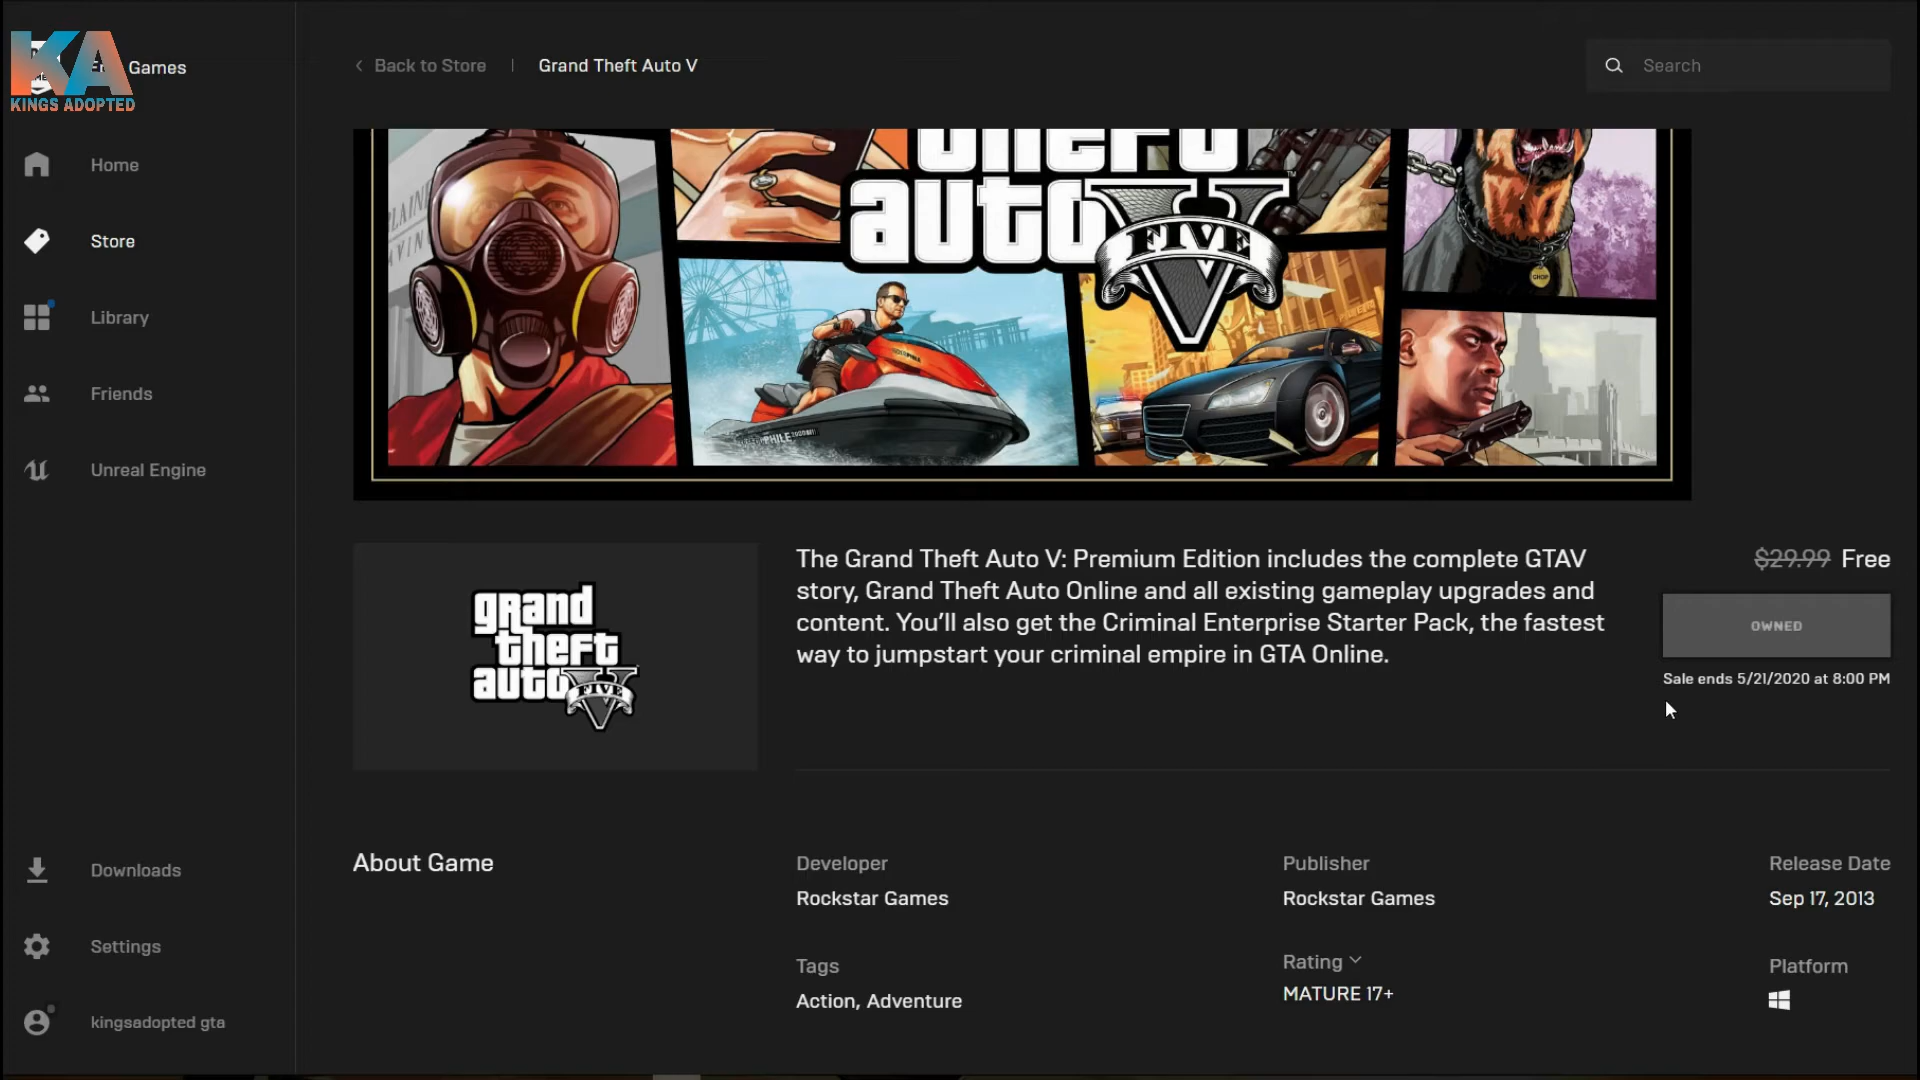 KA
KINGS ADOPTED
Games
Home
Store
Library
Friends
Unreal Engine
Downloads
Settings
kingsadopted gta
Back to Store
Grand Theft Auto V
Search
theft
auto V
FIVE
TM
CHOP
The Grand Theft Auto V: Premium Edition includes the complete GTAV
story, Grand Theft Auto Online and all existing gameplay upgrades and
content. You’ll also get the Criminal Enterprise Starter Pack, the fastest
way to jumpstart your criminal empire in GTA Online.
$29.99 Free
OWNED
Sale ends 5/21/2020 at 8:00 PM
grand
theft
auto V
FIVE
About Game
Developer
Rockstar Games
Publisher
Rockstar Games
Release Date
Sep 17, 2013
Tags
Action, Adventure
Rating
MATURE 17+
Platform